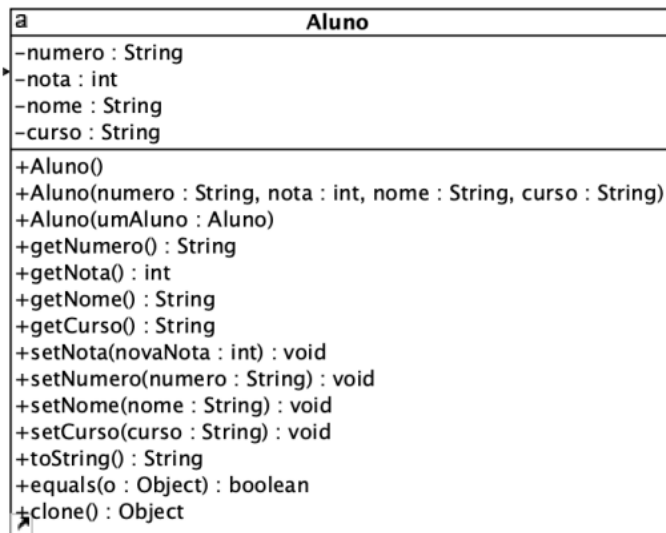 a
Aluno
-numero : String
-nota : int
-nome : String
-curso : String
+Aluno()
+Aluno(numero : String, nota : int, nome : String, curso : String)
+Aluno(umAluno : Aluno)
+getNumero() : String
+getNota() : int
+getNome() : String
+getCurso() : String
+setNota(novaNota : int) : void
+setNumero(numero : String) : void
+setNome(nome : String) : void
+setCurso(curso : String) : void
+toString() : String
+equals(o : Object) : boolean
+clone() : Object